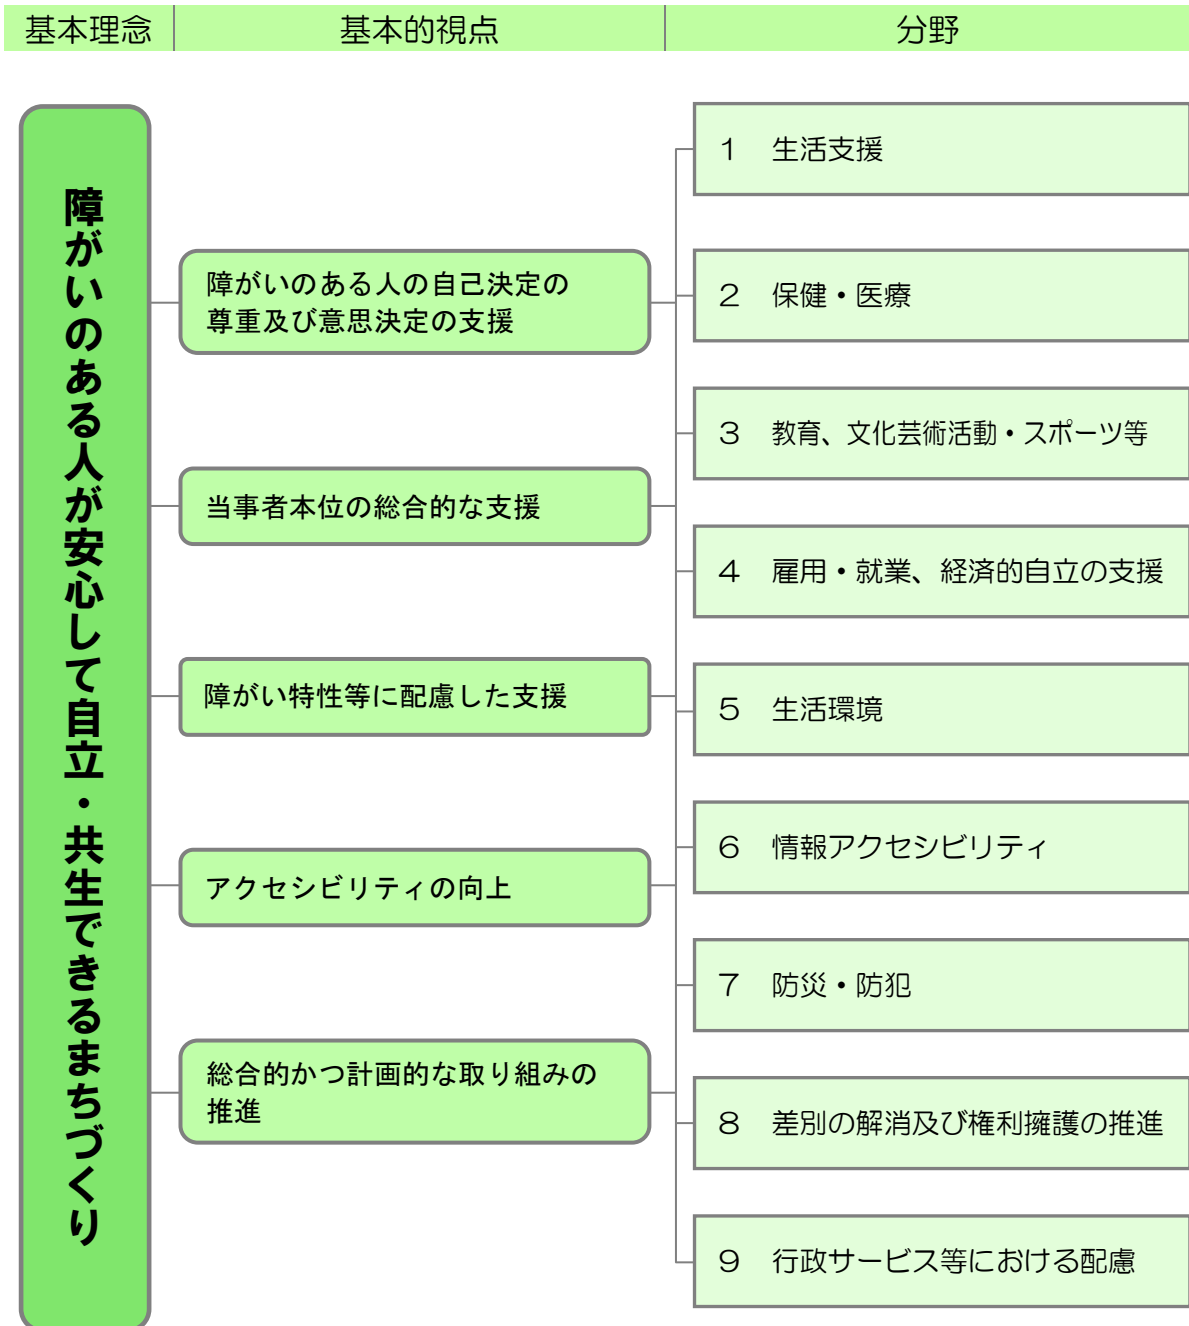 基本理念
基本的視点
分野
障がいのある人が安心して自立・共生できるまちづくり
障がいのある人の自己決定の
尊重及び意思決定の支援
当事者本位の総合的な支援
障がい特性等に配慮した支援
アクセシビリティの向上
総合的かつ計画的な取り組みの
推進
１　生活支援
２　保健・医療
３　教育、文化芸術活動・スポーツ等
４　雇用・就業、経済的自立の支援
５　生活環境
６　情報アクセシビリティ
７　防災・防犯
８　差別の解消及び権利擁護の推進
９　行政サービス等における配慮